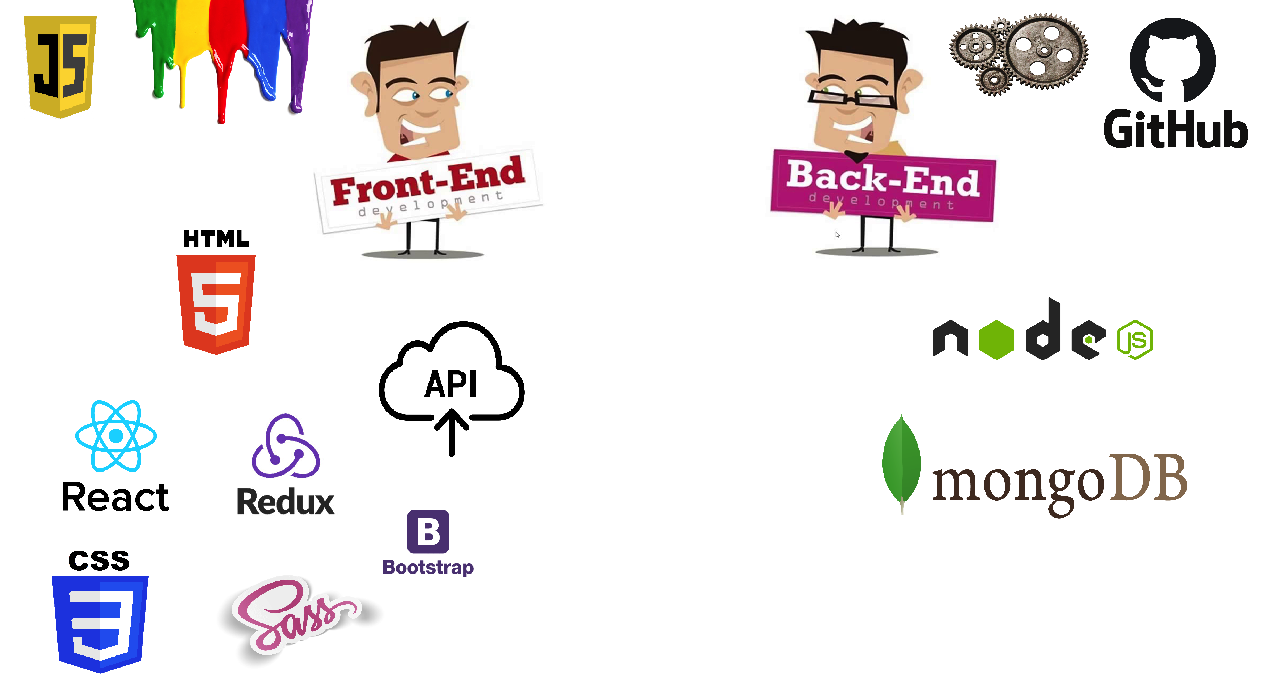 JS
GitHub
Front-End
development
Back-End
development
HTML
5
node
JS
API
React
Redux
mongoDB
B
Bootstrap
CSS
3
Sass